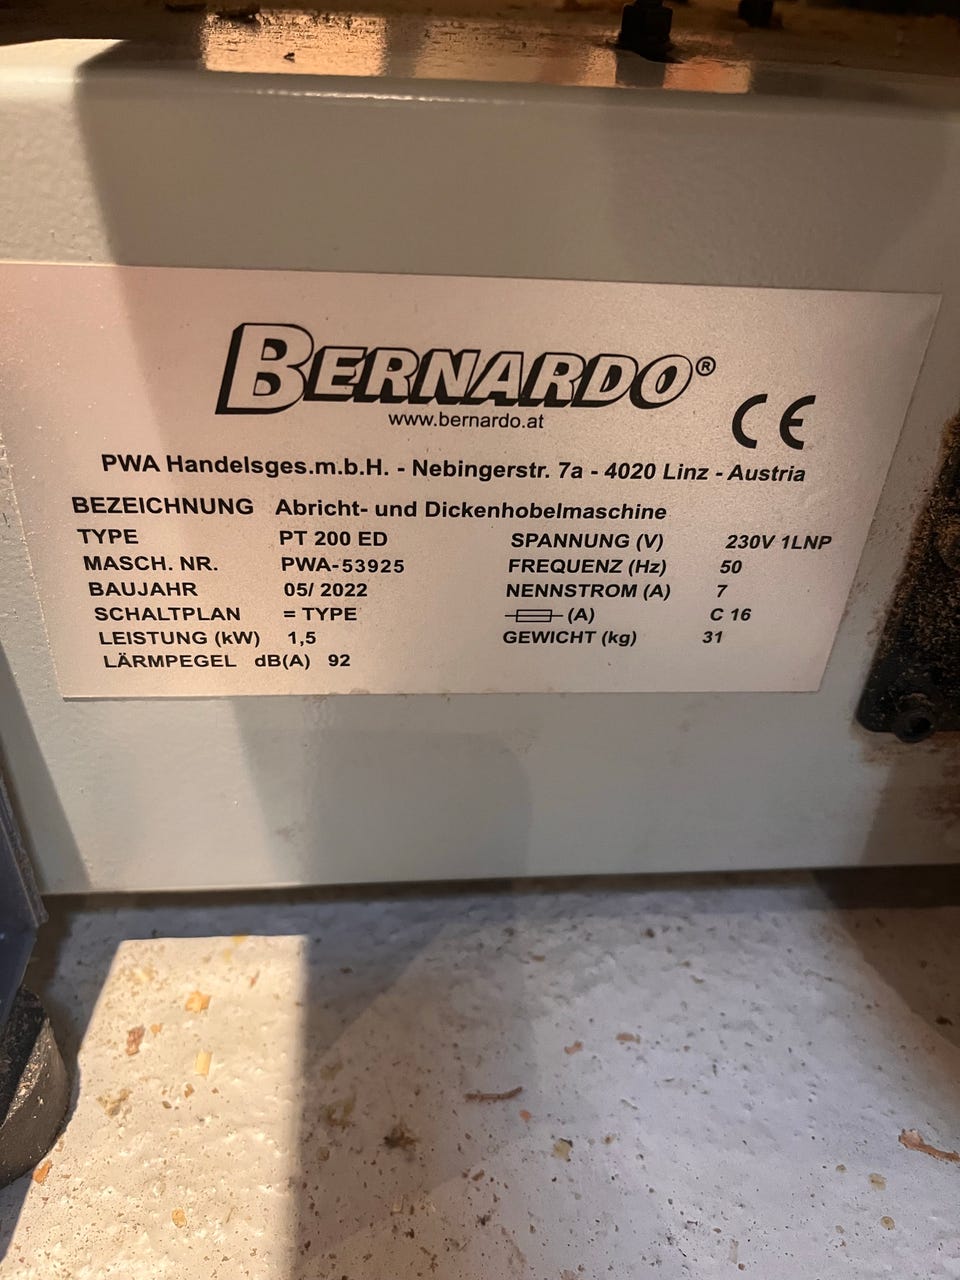 BERNARDO®
www.bernardo.at
CE
PWA Handelsges.m.b.H. - Nebingerstr. 7a - 4020 Linz - Austria
BEZEICHNUNG Abricht- und Dickenhobelmaschine
TYPE PT 200 ED SPANNUNG (V) 230V 1LNP
MASCH. NR. PWA-53925 FREQUENZ (Hz) 50
BAUJAHR 05/ 2022 NENNSTROM (A) 7
SCHALTPLAN = TYPE (A) C 16
LEISTUNG (kW) 1,5 GEWICHT (kg) 31
LÄRMPEGEL dB(A) 92